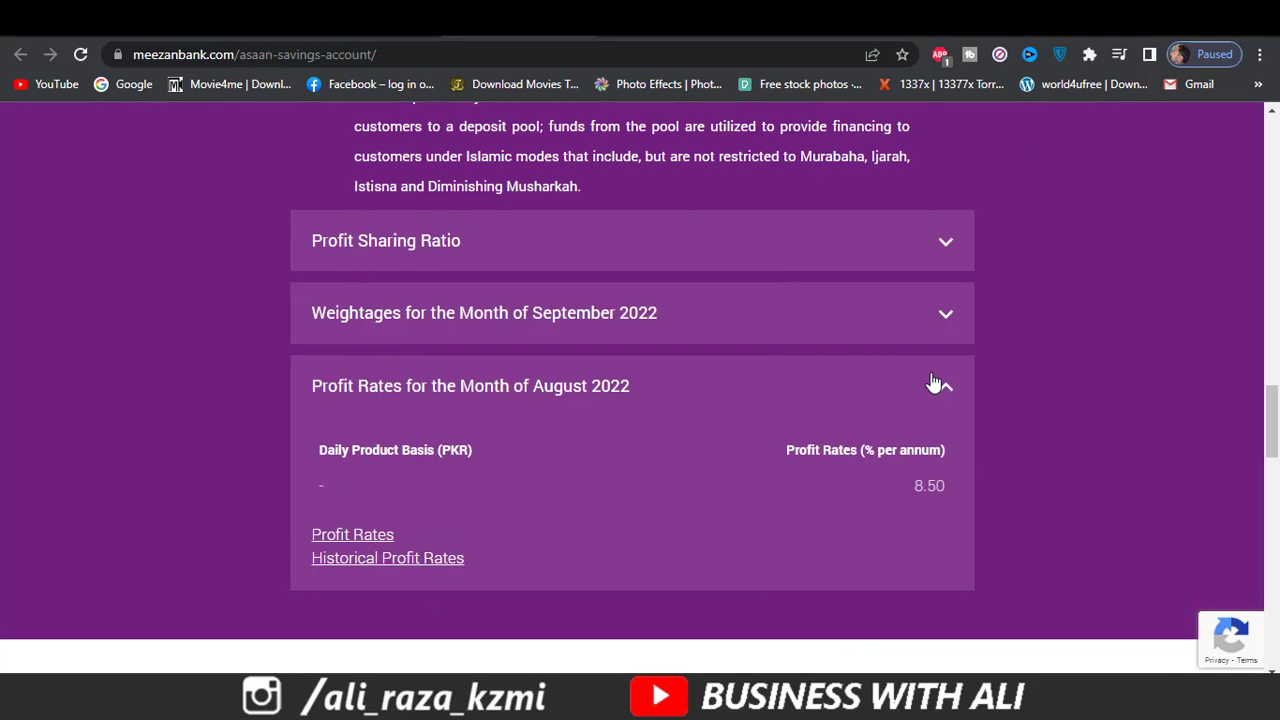 meezanbank.com/asaan-savings-account/
ABP
1
tb
Paused
YouTube
Google
Movie4me | Downl...
Facebook – log in o...
Download Movies T...
Photo Effects | Phot...
Free stock photos ·...
1337x | 13377x Torr...
world4ufree | Down...
Gmail
»
customers to a deposit pool; funds from the pool are utilized to provide financing to
customers under Islamic modes that include, but are not restricted to Murabaha, Ijarah,
Istisna and Diminishing Musharkah.
Profit Sharing Ratio
Weightages for the Month of September 2022
Profit Rates for the Month of August 2022
Daily Product Basis (PKR) Profit Rates (% per annum)
- 8.50
Profit Rates
Historical Profit Rates
Privacy - Terms
/ali_raza_kzmi BUSINESS WITH ALI